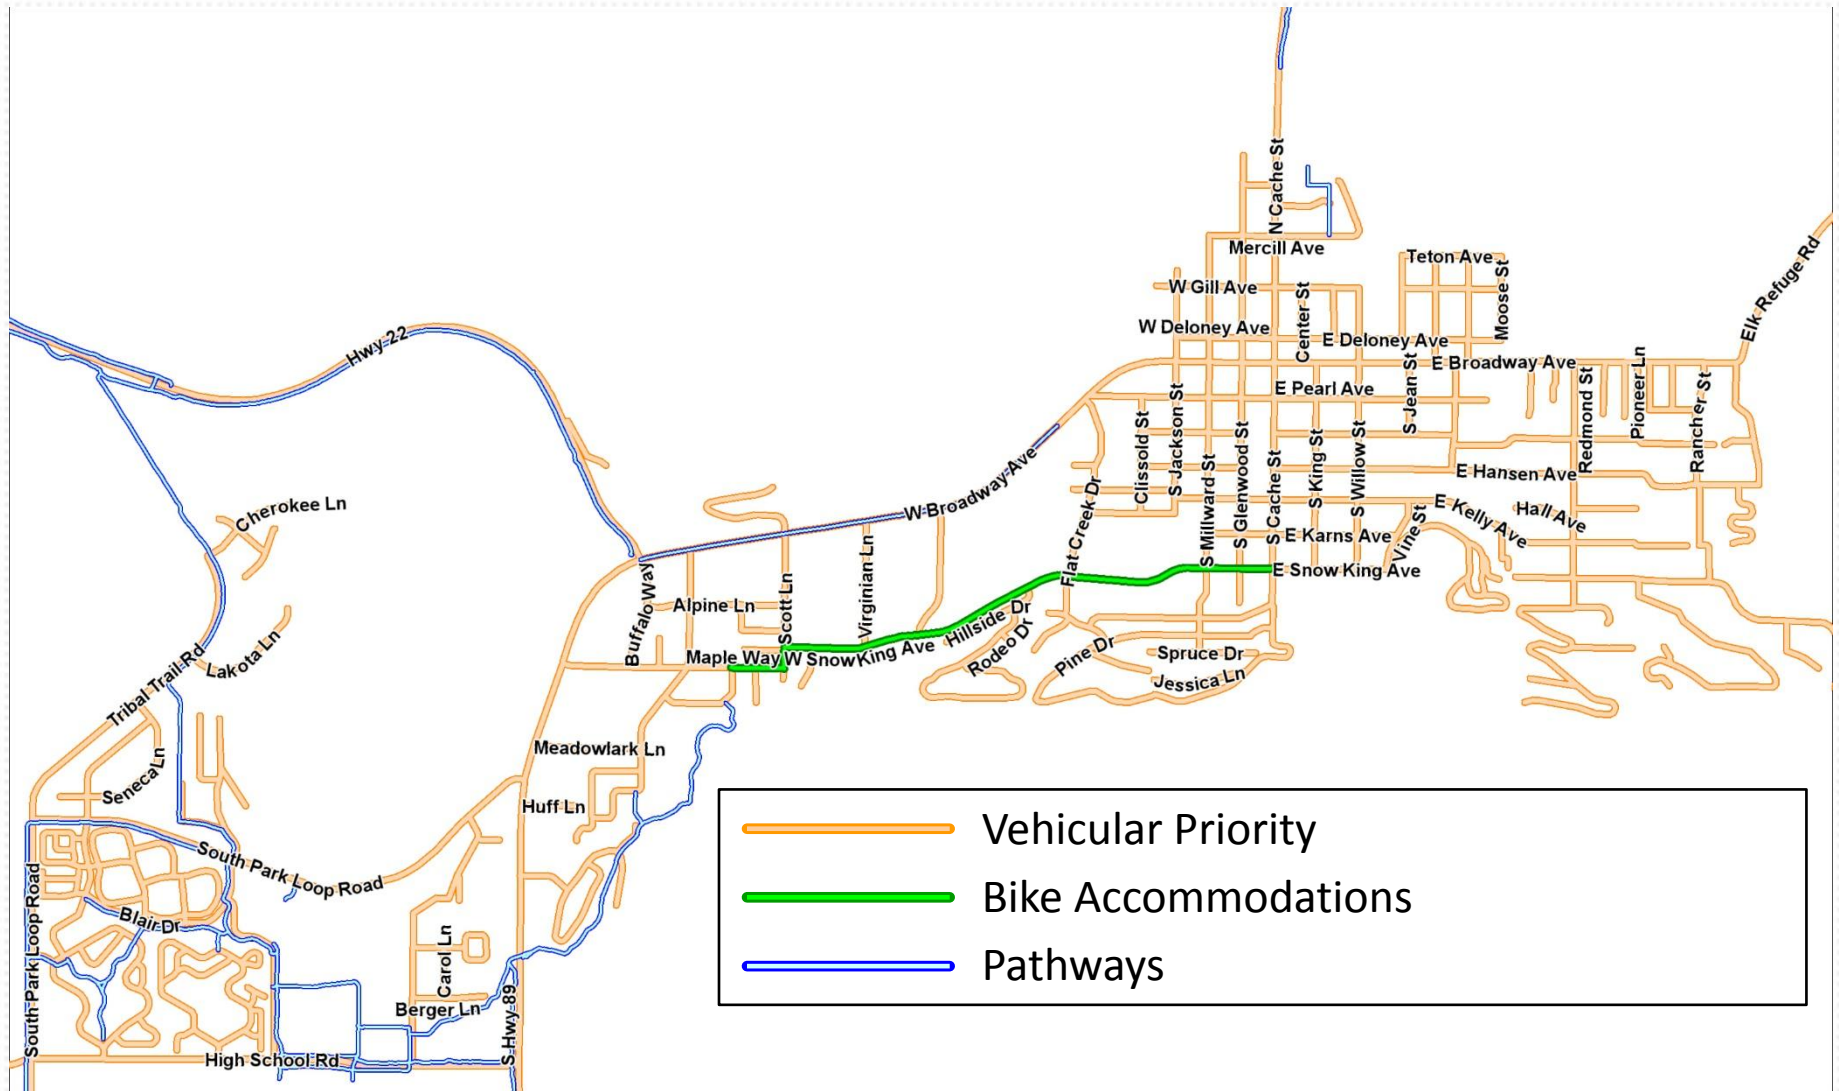 N Cache St
Mercill Ave
Teton Ave
W Gill Ave
Center St
Moose St
Elk Refuge Rd
W Deloney Ave
E Deloney Ave
Hwy 22
E Broadway Ave
E Pearl Ave
S Jean St
Redmond St
Pioneer Ln
Rancher St
Clissold St
S Jackson St
S Millward St
S Glenwood St
S Cache St
S King St
S Willow St
E Hansen Ave
Cherokee Ln
W Broadway Ave
Flat Creek Dr
E Kelly Ave
Hall Ave
Vine St
E Karns Ave
E Snow King Ave
Buffalo Way
Alpine Ln
Scott Ln
Virginian Ln
Hillside Dr
Rodeo Dr
Pine Dr
Spruce Dr
Jessica Ln
Maple Way
W Snow King Ave
Lakota Ln
Tribal Trail Rd
Seneca Ln
Meadowlark Ln
Huff Ln
South Park Loop Road
South Park Loop Road
Blair Dr
Carol Ln
Berger Ln
S Hwy 89
High School Rd
Vehicular Priority
Bike Accommodations
Pathways